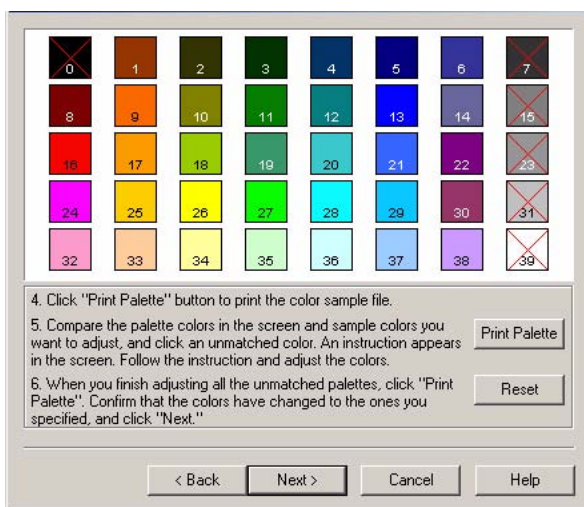 0 1 2 3 4 5 6 7
8 9 10 11 12 13 14 15
16 17 18 19 20 21 22 23
24 25 26 27 28 29 30 31
32 33 34 35 36 37 38 39
4. Click "Print Palette" button to print the color sample file.
5. Compare the palette colors in the screen and sample colors you
want to adjust, and click an unmatched color. An instruction appears
in the screen. Follow the instruction and adjust the colors.
Print Palette
6. When you finish adjusting all the unmatched palettes, click "Print
Palette". Confirm that the colors have changed to the ones you
specified, and click "Next."
Reset
< Back Next > Cancel Help